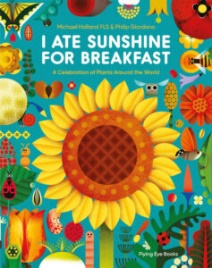 Michael Holland FLS & Philip Giordano
I ATE SUNSHINE
FOR BREAKFAST
A Celebration of Plants Around the World
Flying Eye Books